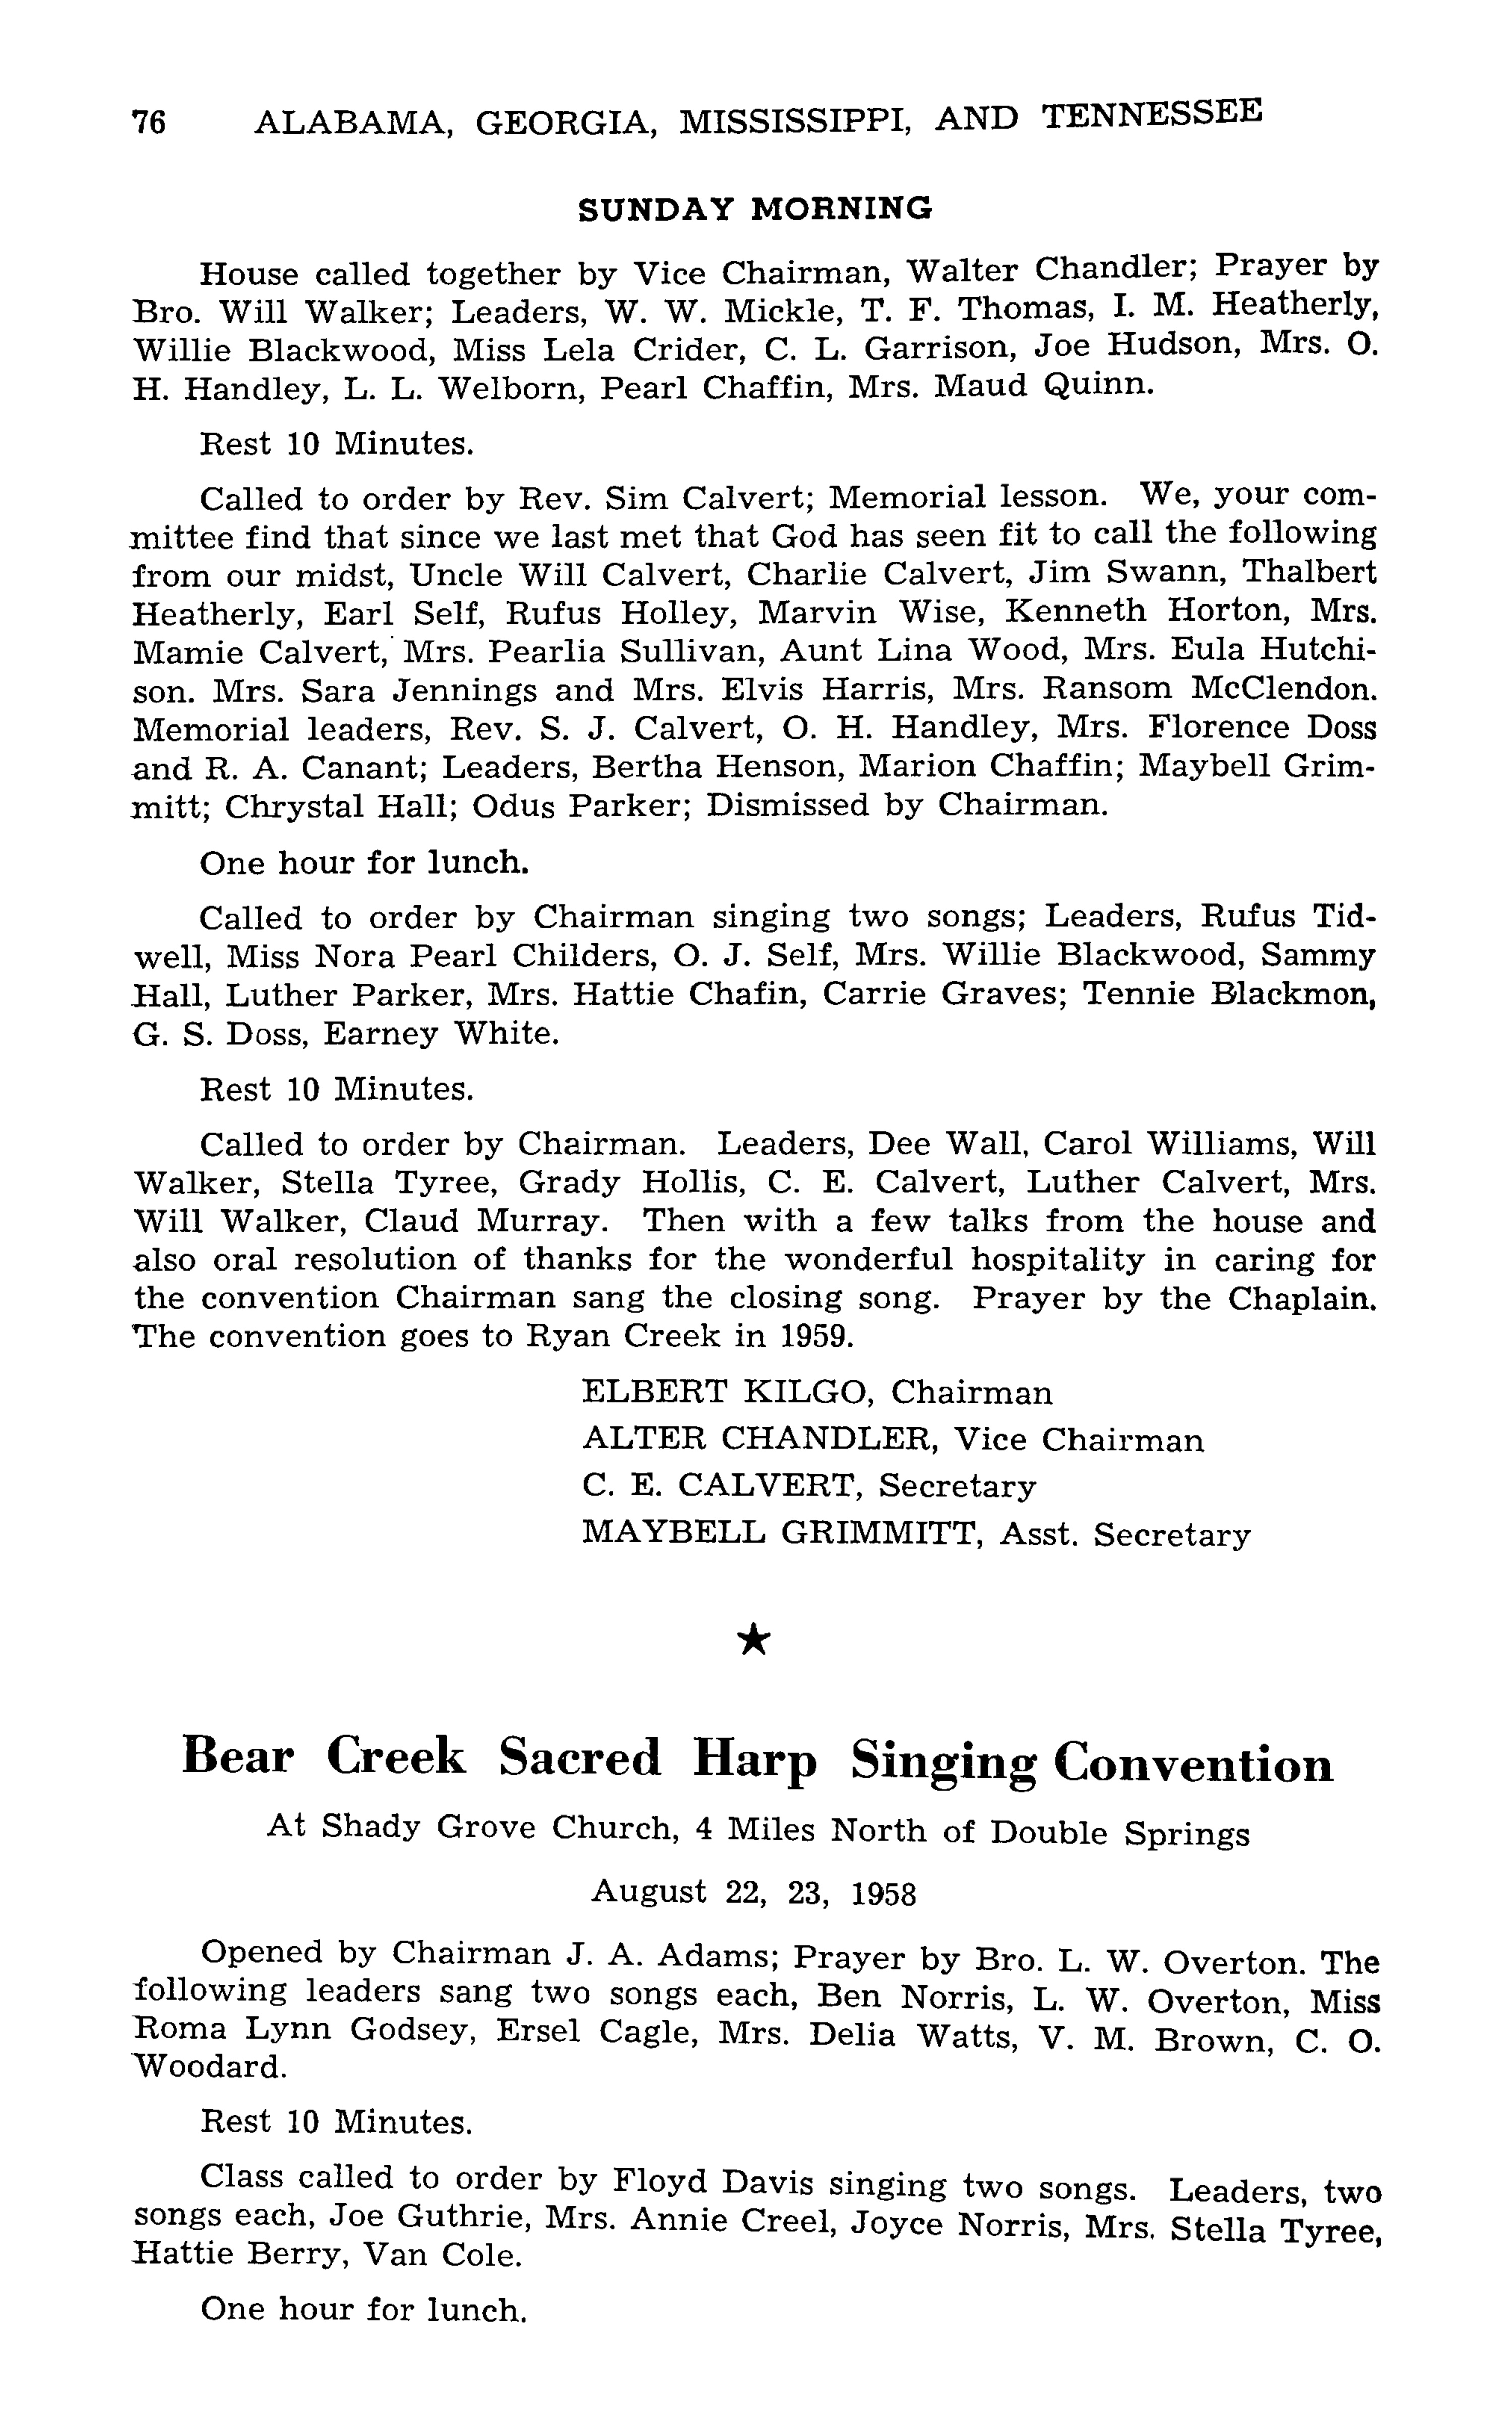 76 ALABAMA, GEORGIA, MISSISSIPPI, AND TENNESSEE
SUNDAY MORNING
House called together by Vice Chairman, Walter Chandler; Prayer by
Bro. Will Walker; Leaders, W. W. Mickle, T. F. Thomas, I. M. Heatherly,
Willie Blackwood, Miss Lela Crider, C. L. Garrison, Joe Hudson, Mrs. O.
H. Handley, L. L. Welborn, Pearl Chaffin, Mrs. Maud Quinn.
Rest 10 Minutes.
Called to order by Rev. Sim Calvert; Memorial lesson. We, your com-
mittee find that since we last met that God has seen fit to call the following
from our midst, Uncle Will Calvert, Charlie Calvert, Jim Swann, Thalbert
Heatherly, Earl Self, Rufus Holley, Marvin Wise, Kenneth Horton, Mrs.
Mamie Calvert, Mrs. Pearlia Sullivan, Aunt Lina Wood, Mrs. Eula Hutchi-
son. Mrs. Sara Jennings and Mrs. Elvis Harris, Mrs. Ransom McClendon.
Memorial leaders, Rev. S. J. Calvert, O. H. Handley, Mrs. Florence Doss
and R. A. Canant; Leaders, Bertha Henson, Marion Chaffin; Maybell Grim-
mitt; Chrystal Hall; Odus Parker; Dismissed by Chairman.
One hour for lunch.
Called to order by Chairman singing two songs; Leaders, Rufus Tid-
well, Miss Nora Pearl Childers, O. J. Self, Mrs. Willie Blackwood, Sammy
Hall, Luther Parker, Mrs. Hattie Chafin, Carrie Graves; Tennie Blackmon,
G. S. Doss, Earney White.
Rest 10 Minutes.
Called to order by Chairman. Leaders, Dee Wall, Carol Williams, Will
Walker, Stella Tyree, Grady Hollis, C. E. Calvert, Luther Calvert, Mrs.
Will Walker, Claud Murray. Then with a few talks from the house and
also oral resolution of thanks for the wonderful hospitality in caring for
the convention Chairman sang the closing song. Prayer by the Chaplain.
The convention goes to Ryan Creek in 1959.
ELBERT KILGO, Chairman
ALTER CHANDLER, Vice Chairman
C. E. CALVERT, Secretary
MAYBELL GRIMMITT, Asst. Secretary
★
Bear Creek Sacred Harp Singing Convention
At Shady Grove Church, 4 Miles North of Double Springs
August 22, 23, 1958
Opened by Chairman J. A. Adams; Prayer by Bro. L. W. Overton. The
following leaders sang two songs each, Ben Norris, L. W. Overton, Miss
Roma Lynn Godsey, Ersel Cagle, Mrs. Delia Watts, V. M. Brown, C. O.
Woodard.
Rest 10 Minutes.
Class called to order by Floyd Davis singing two songs. Leaders, two
songs each, Joe Guthrie, Mrs. Annie Creel, Joyce Norris, Mrs. Stella Tyree,
Hattie Berry, Van Cole.
One hour for lunch.